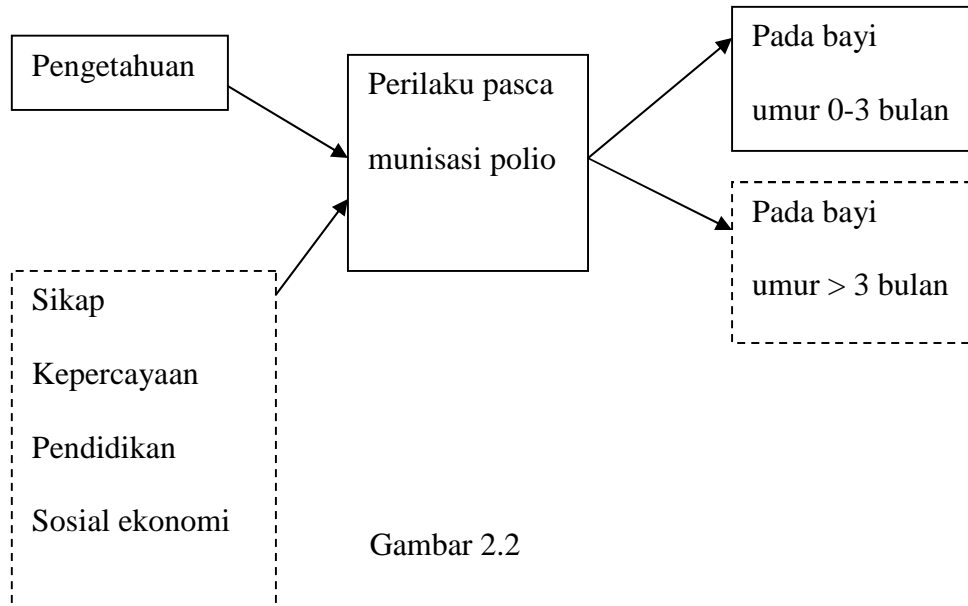 Pengetahuan
Perilaku pasca
munisasi polio
Pada bayi
umur 0-3 bulan
Pada bayi
umur > 3 bulan
Sikap
Kepercayaan
Pendidikan
Sosial ekonomi
Gambar 2.2